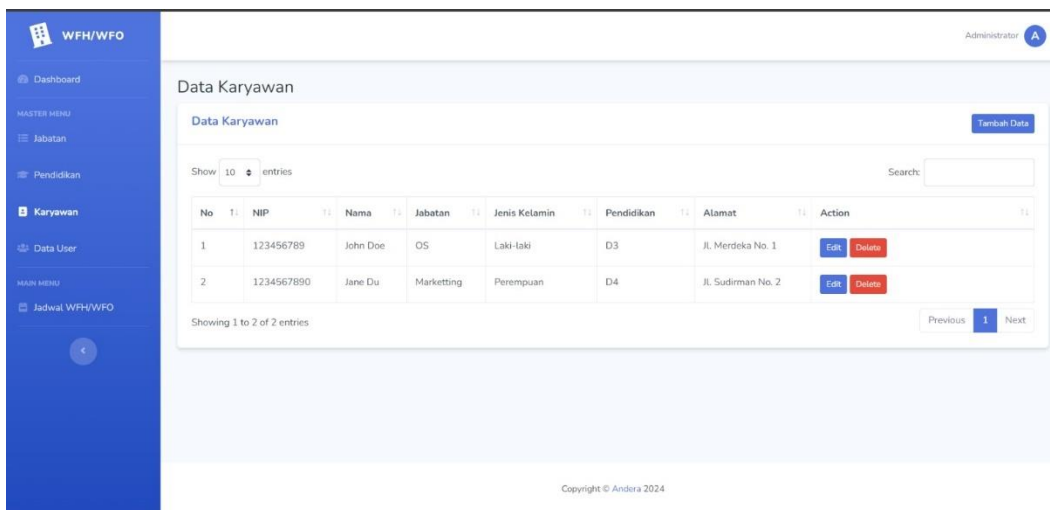 WFH/WFO
Administrator A
Dashboard
MASTER MENU
Jabatan
Pendidikan
Karyawan
Data User
MAIN MENU
Jadwal WFH/WFO
Data Karyawan
Data Karyawan
Tambah Data
Show 10 entries
Search:
No NIP Nama Jabatan Jenis Kelamin Pendidikan Alamat Action
1 123456789 John Doe OS Laki-laki D3 Jl. Merdeka No. 1 Edit Delete
2 1234567890 Jane Du Marketting Perempuan D4 Jl. Sudirman No. 2 Edit Delete
Showing 1 to 2 of 2 entries
Previous 1 Next
Copyright © Andera 2024